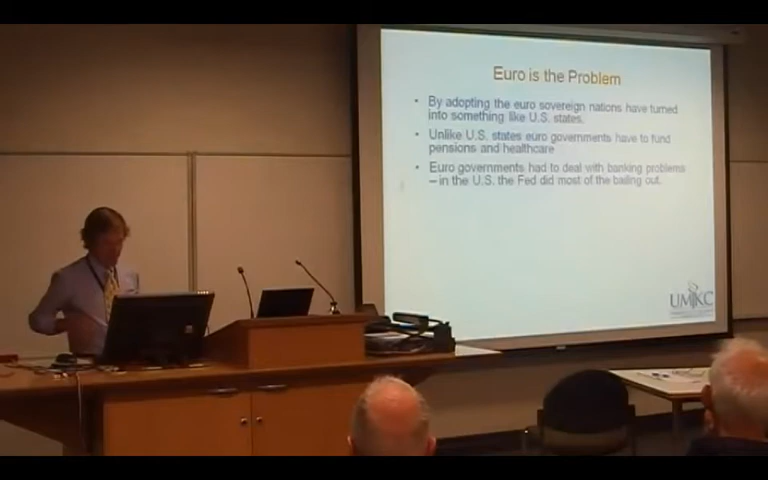 Euro is the Problem
• By adopting the euro sovereign nations have turned
into something like U.S. states.
• Unlike U.S. states euro governments have to fund
pensions and healthcare
• Euro governments had to deal with banking problems
–in the U.S. the Fed did most of the bailing out.
UMKC